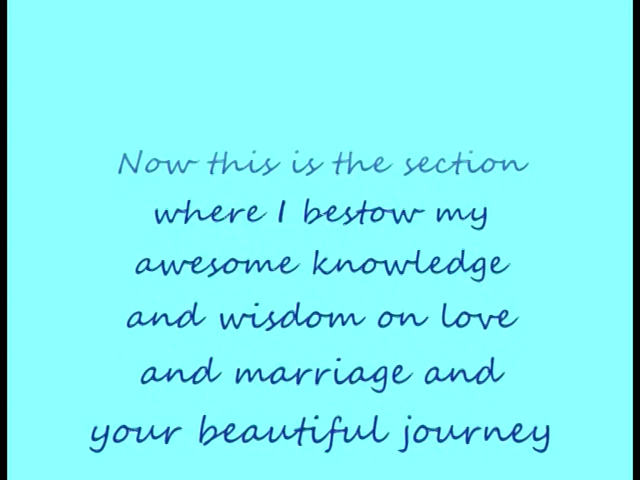 Now this is the section
where I bestow my
awesome knowledge
and wisdom on love
and marriage and
your beautiful journey